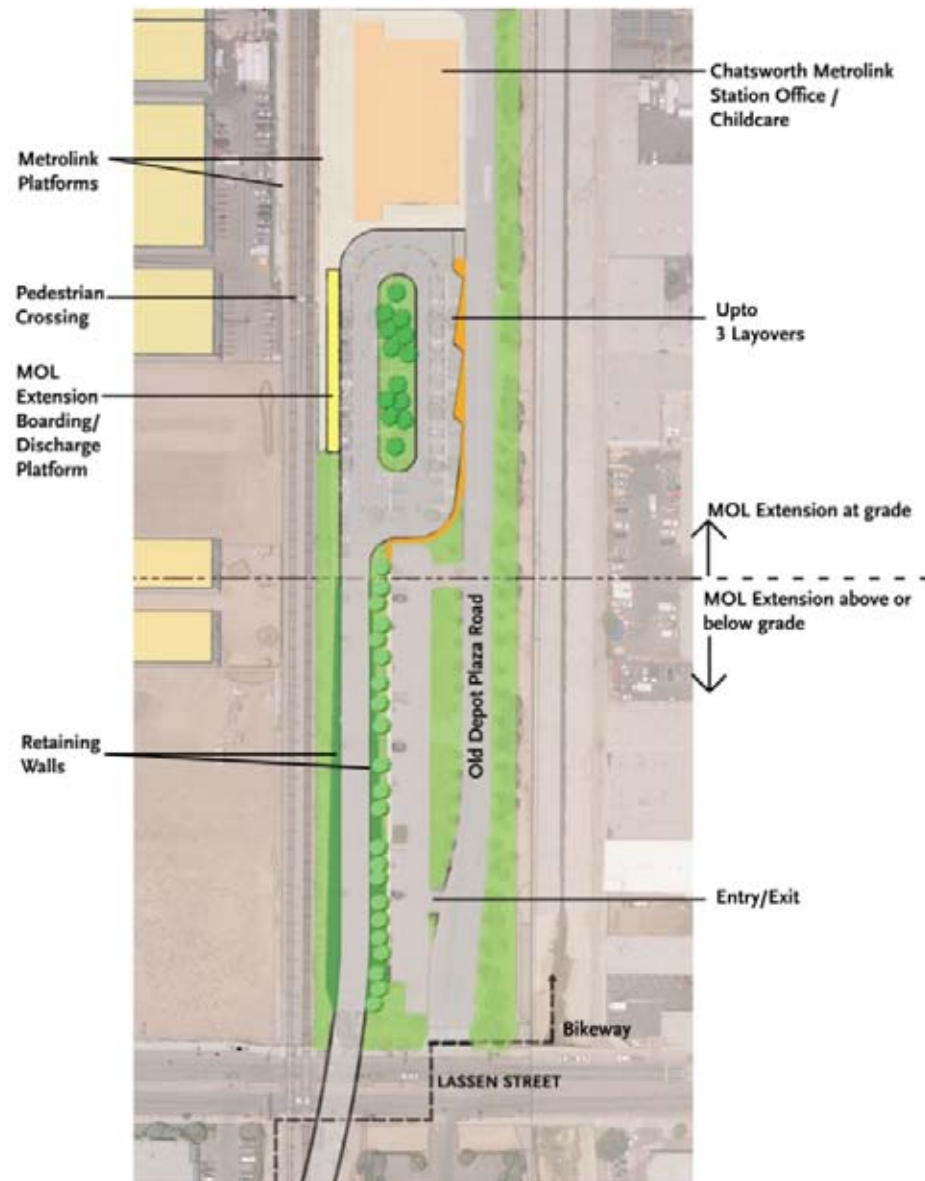 Chatsworth Metrolink
Station Office /
Childcare
Metrolink
Platforms
Pedestrian
Crossing
Upto
3 Layovers
MOL
Extension
Boarding/
Discharge
Platform
MOL Extension at grade
MOL Extension above or
below grade
Old Depot Plaza Road
Retaining
Walls
Entry/Exit
Bikeway
LASSEN STREET